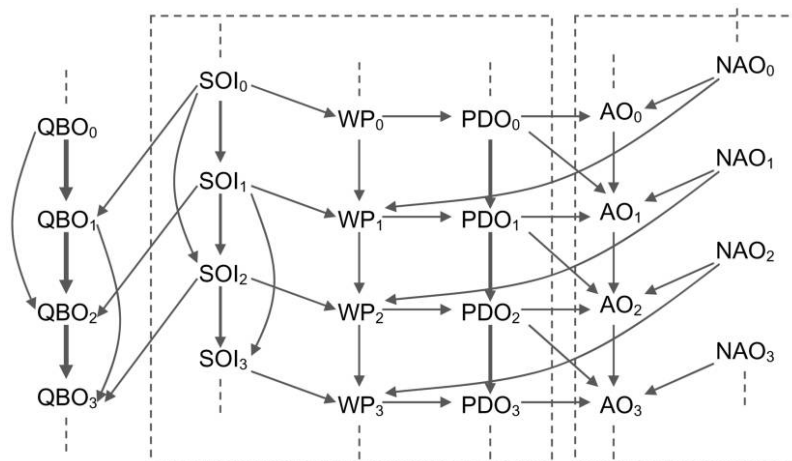 QBO₀
QBO₁
QBO₂
QBO₃
SOI₀
SOI₁
SOI₂
SOI₃
WP₀
WP₁
WP₂
WP₃
PDO₀
PDO₁
PDO₂
PDO₃
AO₀
AO₁
AO₂
AO₃
NAO₀
NAO₁
NAO₂
NAO₃